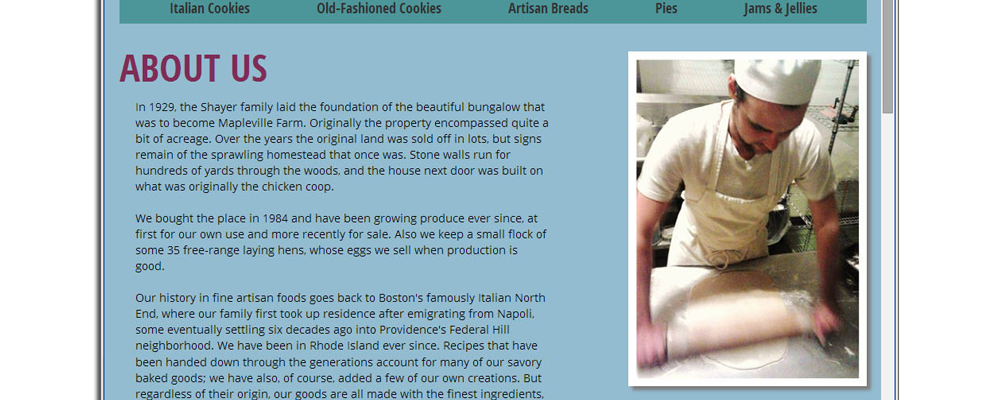 Italian Cookies Old-Fashioned Cookies Artisan Breads Pies Jams & Jellies
ABOUT US
In 1929, the Shayer family laid the foundation of the beautiful bungalow that
was to become Mapleville Farm. Originally the property encompassed quite a
bit of acreage. Over the years the original land was sold off in lots, but signs
remain of the sprawling homestead that once was. Stone walls run for
hundreds of yards through the woods, and the house next door was built on
what was originally the chicken coop.
We bought the place in 1984 and have been growing produce ever since, at
first for our own use and more recently for sale. Also we keep a small flock of
some 35 free-range laying hens, whose eggs we sell when production is
good.
Our history in fine artisan foods goes back to Boston's famously Italian North
End, where our family first took up residence after emigrating from Napoli,
some eventually settling six decades ago into Providence's Federal Hill
neighborhood. We have been in Rhode Island ever since. Recipes that have
been handed down through the generations account for many of our savory
baked goods; we have also, of course, added a few of our own creations. But
regardless of their origin, our goods are all made with the finest ingredients,